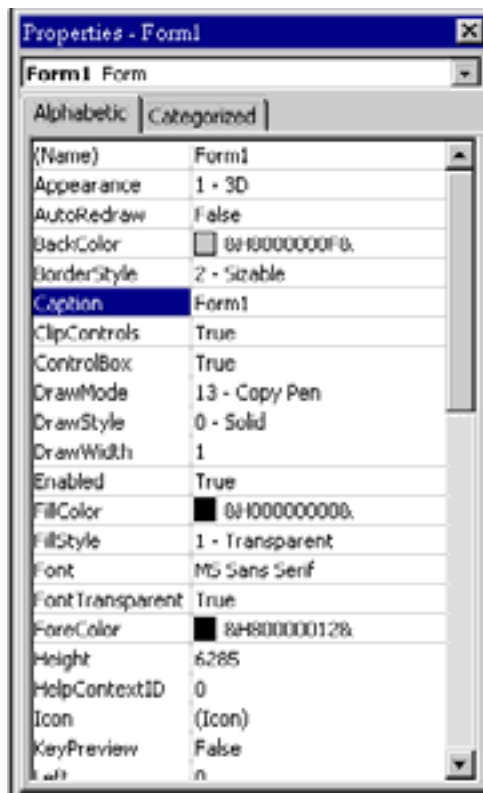 Properties - Form1
Form1 Form
Alphabetic Categorized
(Name) Form1
Appearance 1 - 3D
AutoRedraw False
BackColor &H8000000F&
BorderStyle 2 - Sizable
Caption Form1
ClipControls True
ControlBox True
DrawMode 13 - Copy Pen
DrawStyle 0 - Solid
DrawWidth 1
Enabled True
FillColor &H00000000&
FillStyle 1 - Transparent
Font MS Sans Serif
FontTransparent True
ForeColor &H80000012&
Height 6285
HelpContextID 0
Icon (Icon)
KeyPreview False
Left 0